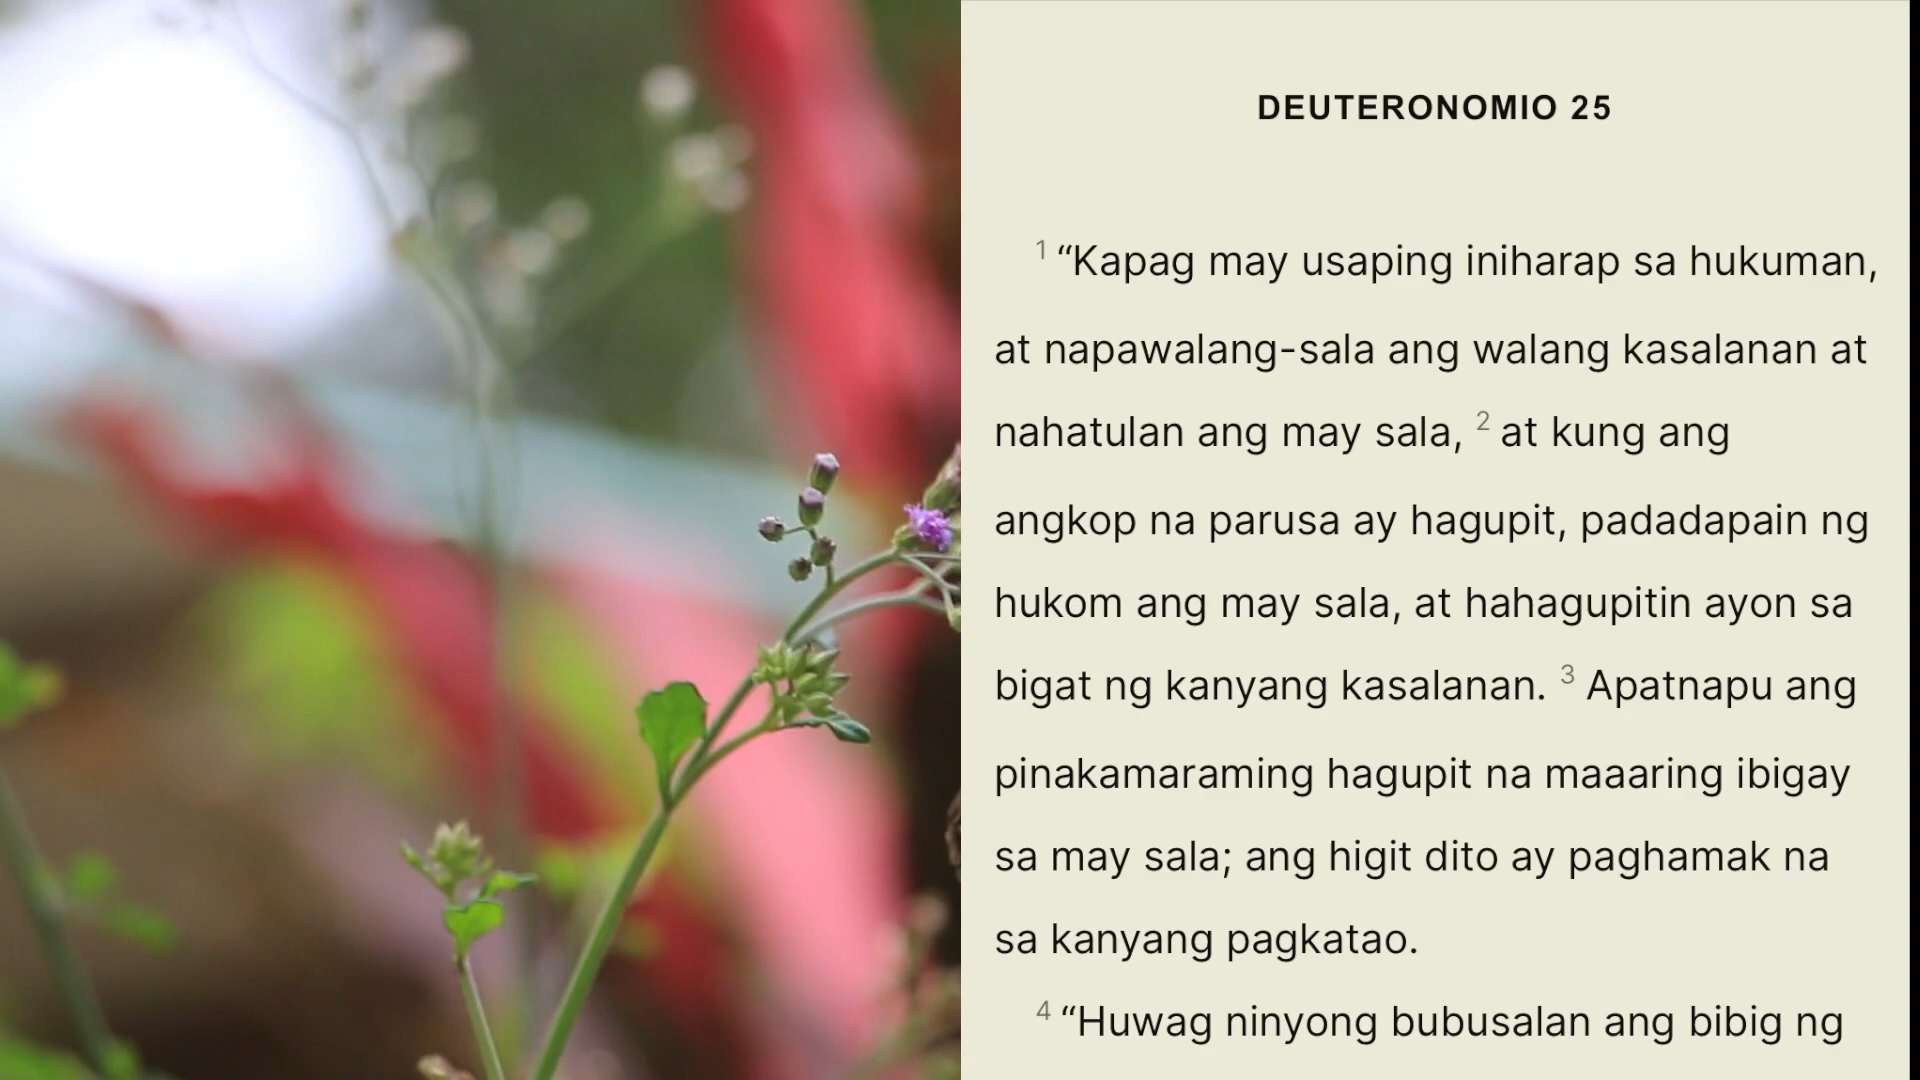 DEUTERONOMIO 25
1 “Kapag may usaping iniharap sa hukuman,
at napawalang-sala ang walang kasalanan at
nahatulan ang may sala, 2 at kung ang
angkop na parusa ay hagupit, padadapain ng
hukom ang may sala, at hahagupitin ayon sa
bigat ng kanyang kasalanan. 3 Apatnapu ang
pinakamaraming hagupit na maaaring ibigay
sa may sala; ang higit dito ay paghamak na
sa kanyang pagkatao.
4 “Huwag ninyong bubusalan ang bibig ng